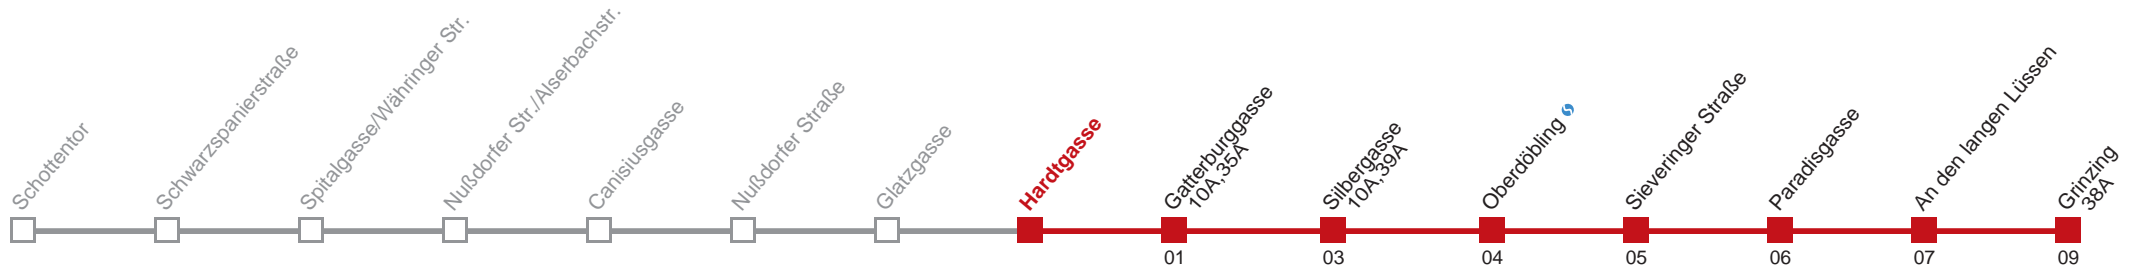 Schottentor
Schwarzspanierstraße
Spitalgasse/Währinger Str.
Nußdorfer Str./Alserbachstr.
Canisiusgasse
Nußdorfer Straße
Glatzgasse
Hardtgasse
Gatterburggasse
10A,35A
01
Silbergasse
10A,39A
03
Oberdöbling
04
Sieveringer Straße
05
Paradisgasse
06
An den langen Lüssen
07
Grinzing
38A
09